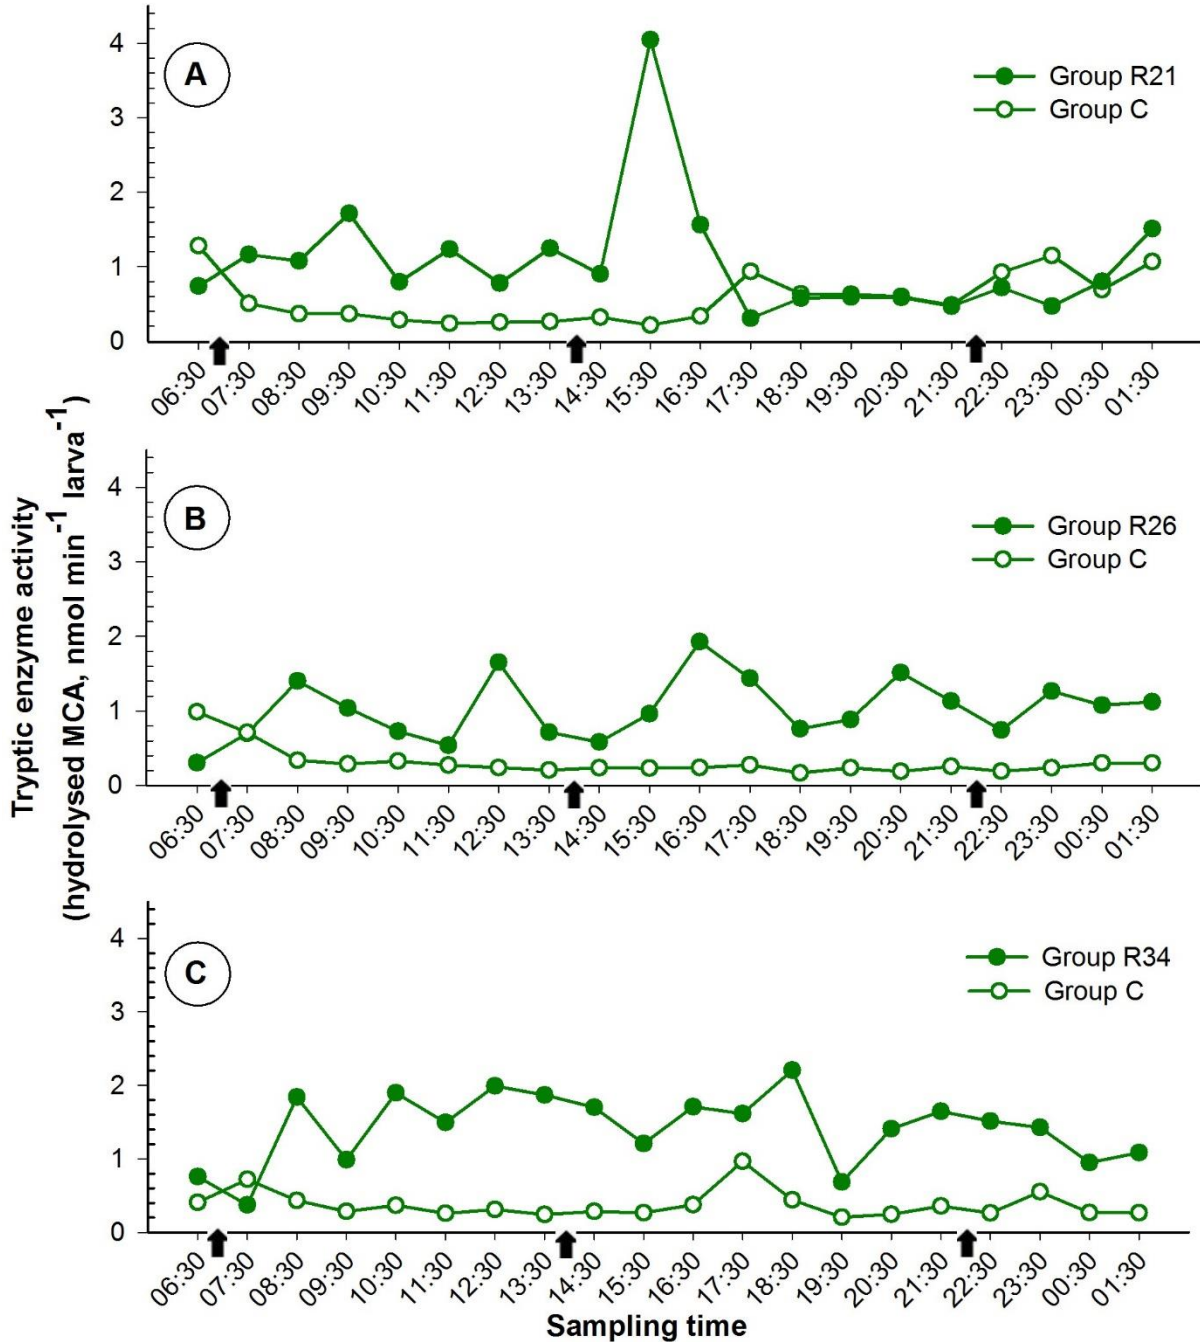 4
3
2
1
0
A
Group R21
Group C
06:30 07:30 08:30 09:30 10:30 11:30 12:30 13:30 14:30 15:30 16:30 17:30 18:30 19:30 20:30 21:30 22:30 23:30 00:30 01:30
Tryptic enzyme activity
(hydrolysed MCA, nmol min⁻¹ larva⁻¹)
4
3
2
1
0
B
Group R26
Group C
06:30 07:30 08:30 09:30 10:30 11:30 12:30 13:30 14:30 15:30 16:30 17:30 18:30 19:30 20:30 21:30 22:30 23:30 00:30 01:30
4
3
2
1
0
C
Group R34
Group C
06:30 07:30 08:30 09:30 10:30 11:30 12:30 13:30 14:30 15:30 16:30 17:30 18:30 19:30 20:30 21:30 22:30 23:30 00:30 01:30
Sampling time